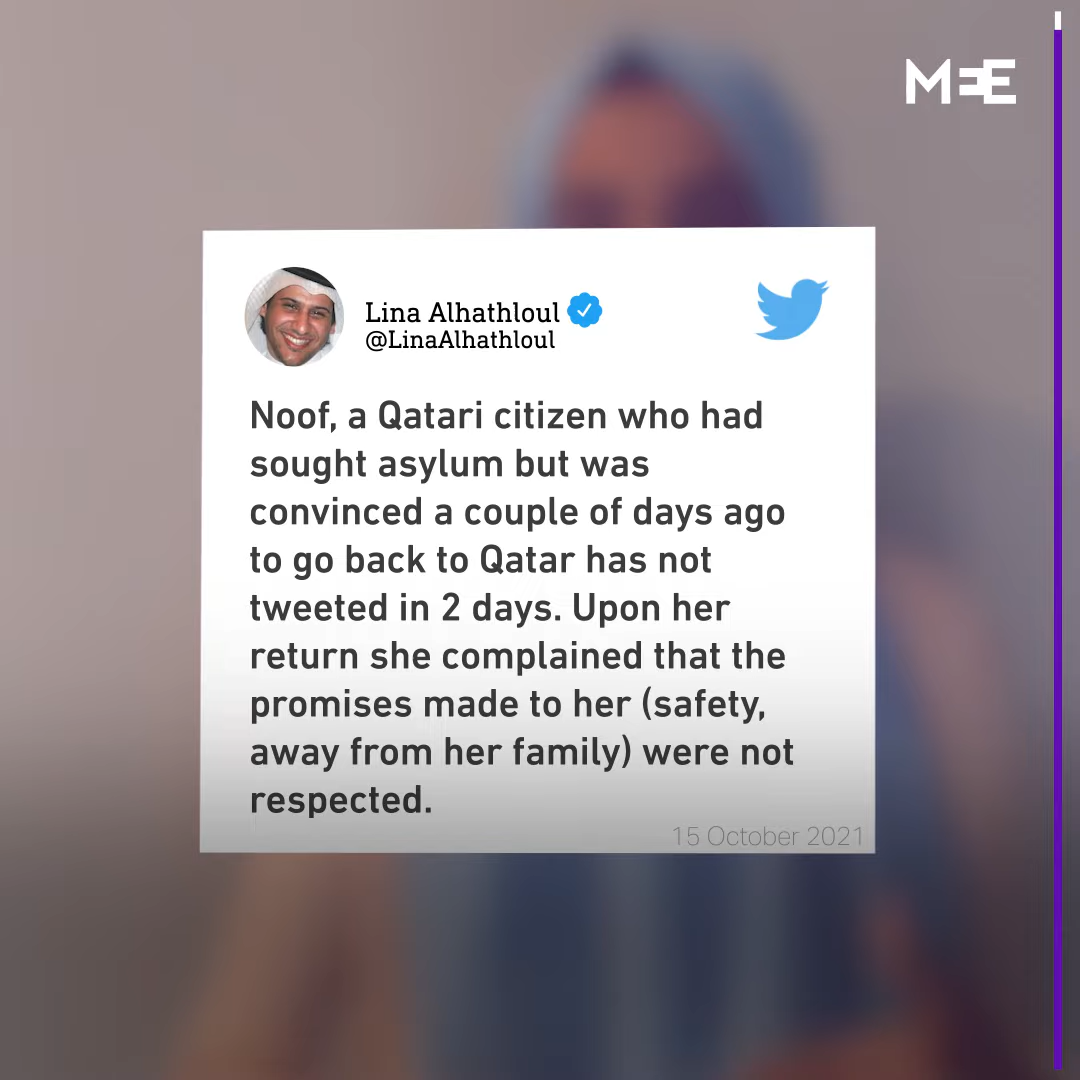 MEE
Lina Alhathloul
@LinaAlhathloul
Noof, a Qatari citizen who had
sought asylum but was
convinced a couple of days ago
to go back to Qatar has not
tweeted in 2 days. Upon her
return she complained that the
promises made to her (safety,
away from her family) were not
respected.
15 October 2021